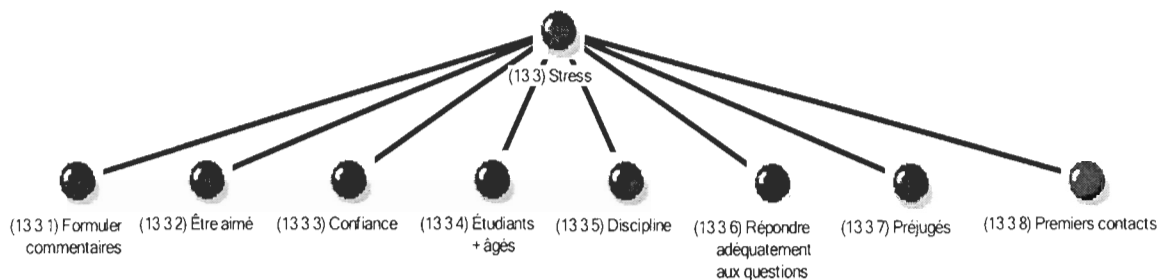 (13 3) Stress
(13 3 1) Formuler
commentaires
(13 3 2) Être aimé
(13 3 3) Confiance
(13 3 4) Étudiants
+ âgés
(13 3 5) Discipline
(13 3 6) Répondre
adéquatement
aux questions
(13 3 7) Préjugés
(13 3 8) Premiers contacts